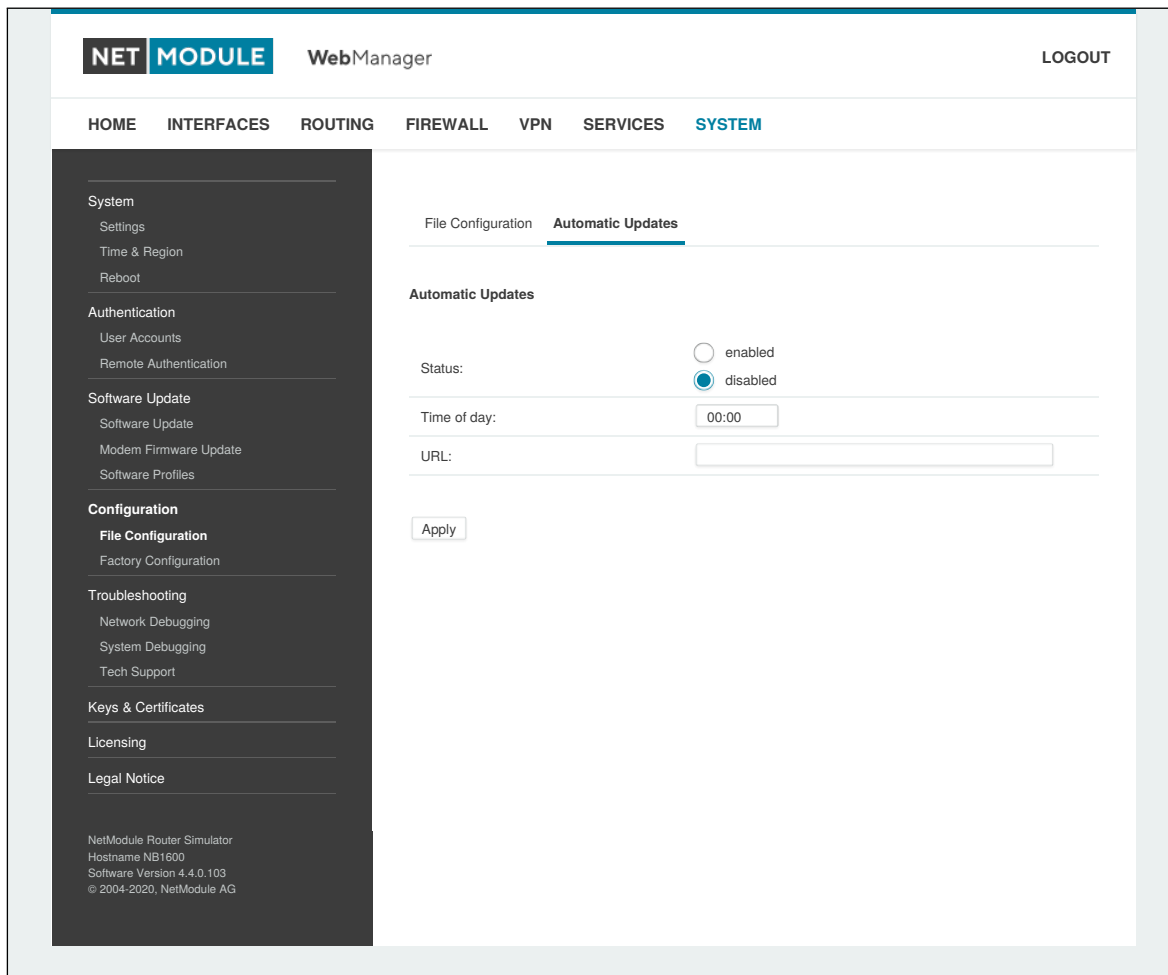 NET MODULE WebManager LOGOUT
HOME INTERFACES ROUTING FIREWALL VPN SERVICES SYSTEM
System
Settings
Time & Region
Reboot
Authentication
User Accounts
Remote Authentication
Software Update
Software Update
Modem Firmware Update
Software Profiles
Configuration
File Configuration
Factory Configuration
Troubleshooting
Network Debugging
System Debugging
Tech Support
Keys & Certificates
Licensing
Legal Notice
NetModule Router Simulator
Hostname NB1600
Software Version 4.4.0.103
© 2004-2020, NetModule AG
File Configuration Automatic Updates
Automatic Updates
Status:
enabled
disabled
Time of day: 00:00
URL:
Apply